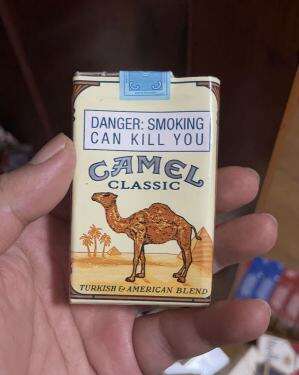 DANGER: SMOKING
CAN KILL YOU
CAMEL
CLASSIC
TURKISH & AMERICAN BLEND